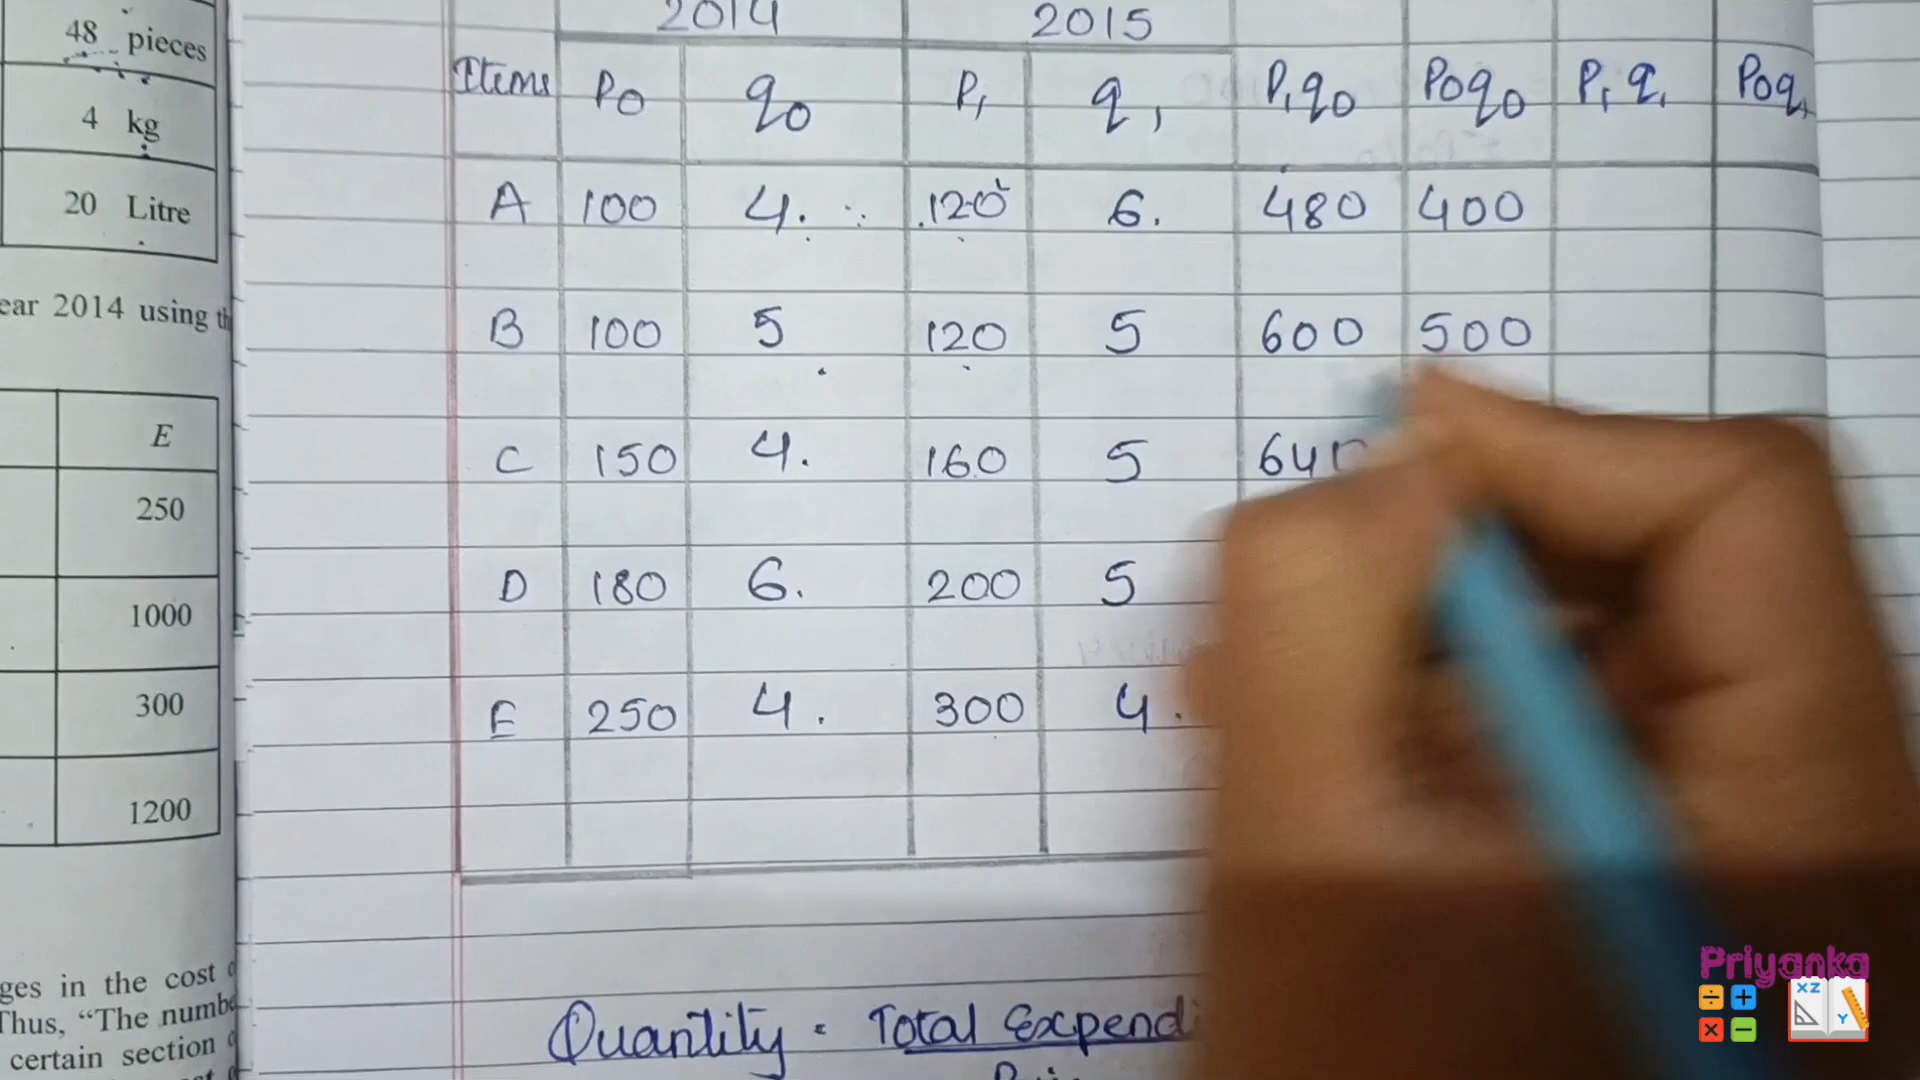 48 pieces
4 kg
20 Litre
ear 2014 using
E
250
1000
300
1200
ges in the cost
Thus, "The numbe
certain section
2014 2015
Items P0 q0 P1 q1 P1q0 P0q0 P1q1 P0q1
A 100 4. 120 6. 480 400
B 100 5 120 5 600 500
C 150 4. 160 5 640
D 180 6. 200 5
E 250 4. 300 4.
Quantity = Total Expendi
Priyanka
XZ
Y